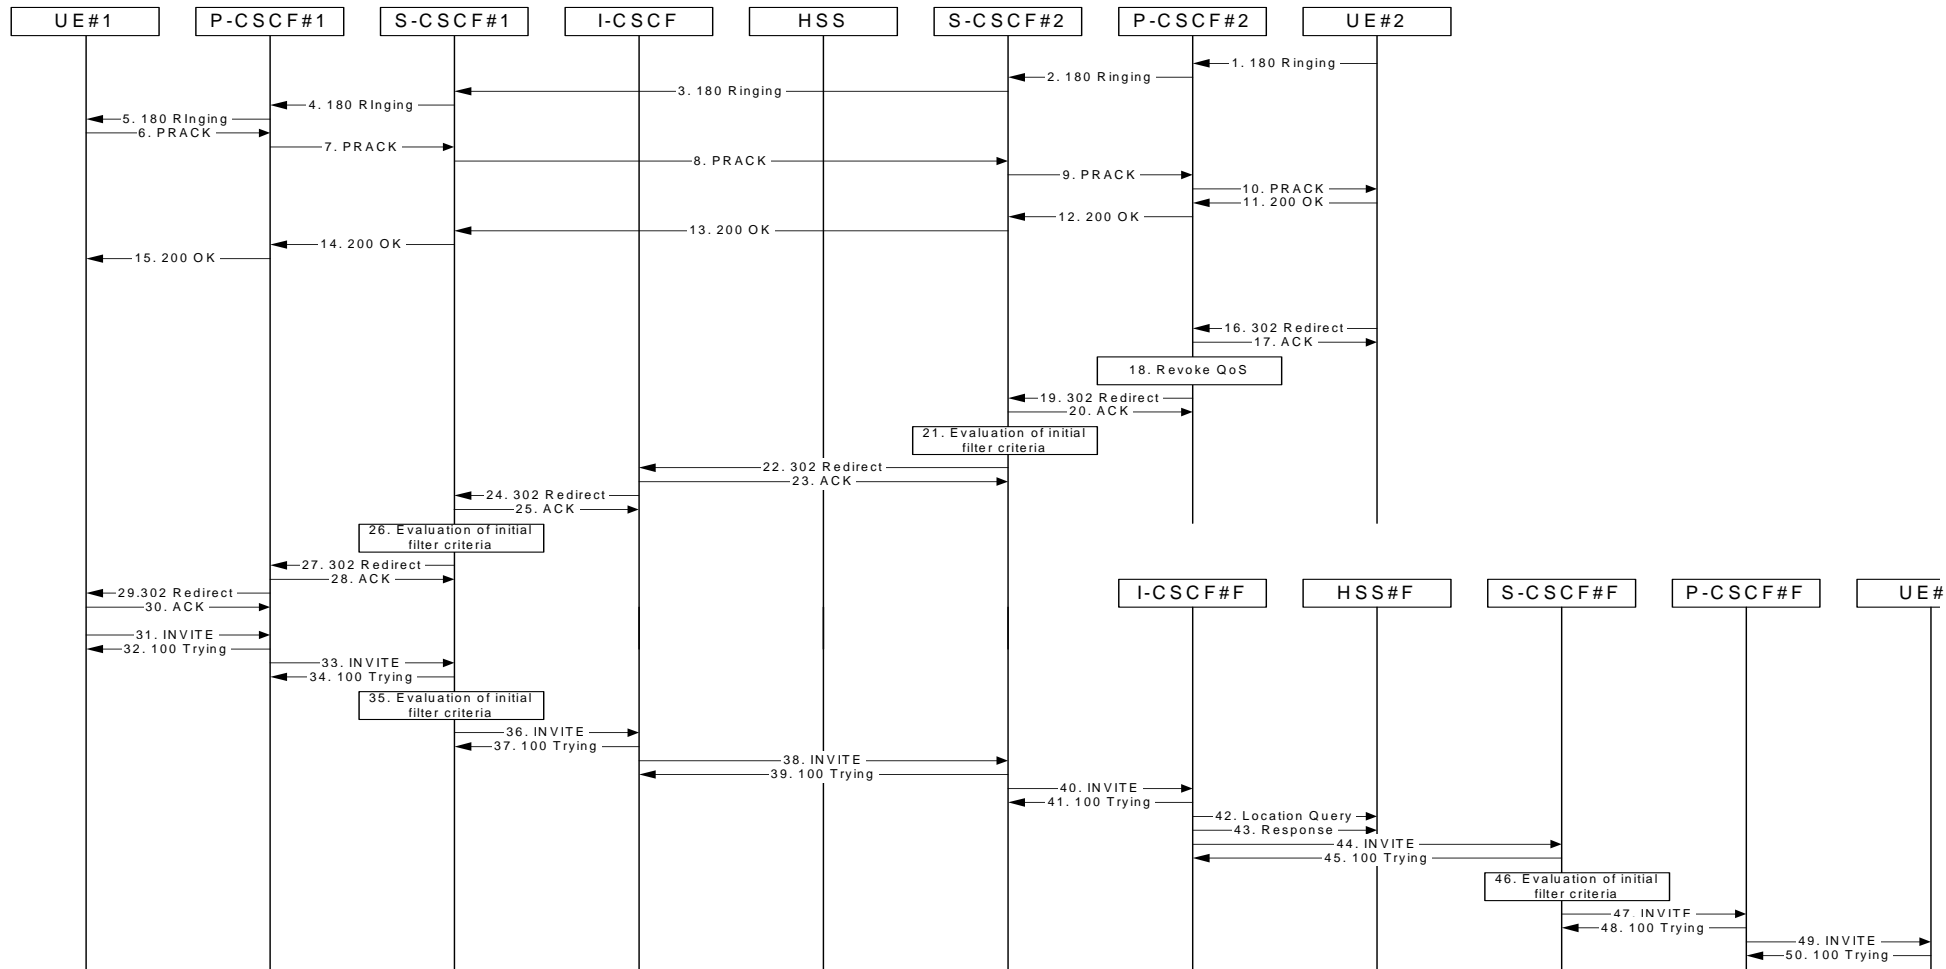 UE#1
P-CSCF#1
S-CSCF#1
I-CSCF
HSS
S-CSCF#2
P-CSCF#2
UE#2
1. 180 Ringing
2. 180 Ringing
3. 180 Ringing
4. 180 RInging
5. 180 Ringing
6. PRACK
7. PRACK
8. PRACK
9. PRACK
10. PRACK
11. 200 OK
12. 200 OK
13. 200 OK
14. 200 OK
15. 200 OK
16. 302 Redirect
17. ACK
18. Revoke QoS
19. 302 Redirect
20. ACK
21. Evaluation of initial
filter criteria
22. 302 Redirect
23. ACK
24. 302 Redirect
25. ACK
26. Evaluation of initial
filter criteria
27. 302 Redirect
28. ACK
29.302 Redirect
30. ACK
I-CSCF#F
HSS#F
S-CSCF#F
P-CSCF#F
UE#
31. INVITE
32. 100 Trying
33. INVITE
34. 100 Trying
35. Evaluation of initial
filter criteria
36. INVITE
37. 100 Trying
38. INVITE
39. 100 Trying
40. INVITE
41. 100 Trying
42. Location Query
43. Response
44. INVITE
45. 100 Trying
46. Evaluation of initial
filter criteria
47. INVITE
48. 100 Trying
49. INVITE
50. 100 Trying